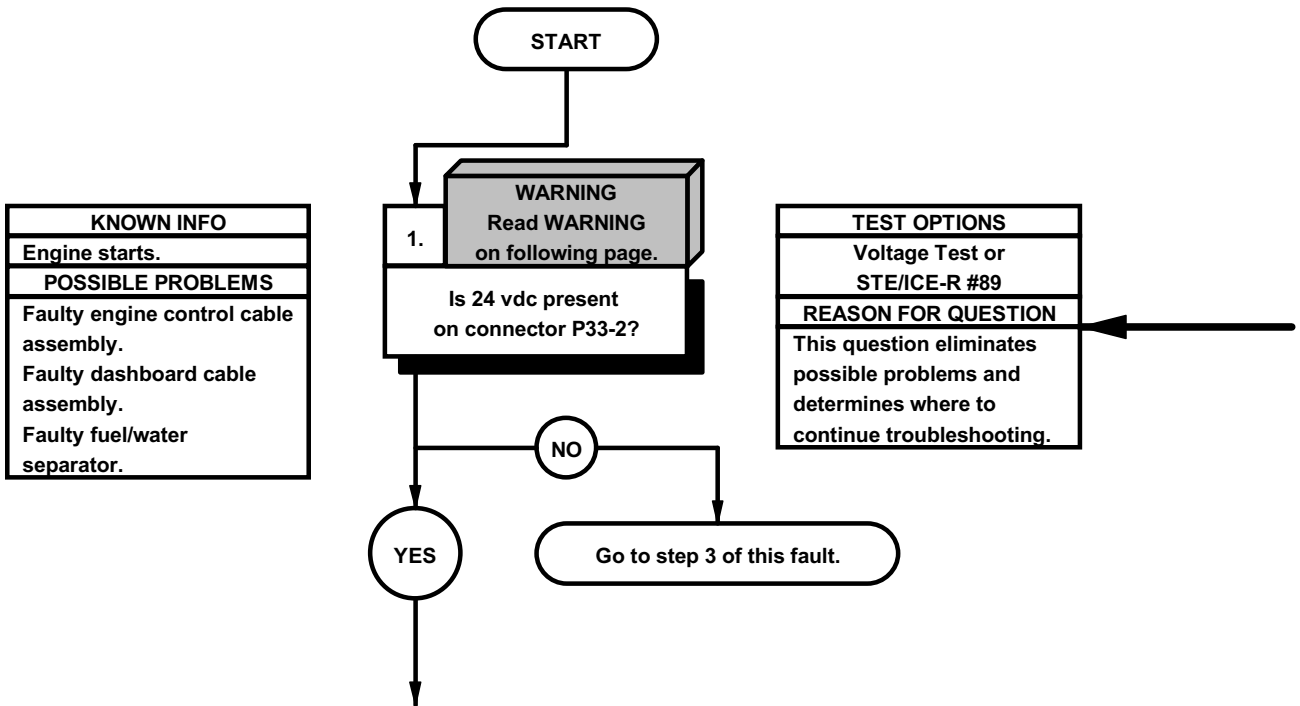 START
KNOWN INFO
Engine starts.
POSSIBLE PROBLEMS
Faulty engine control cable
assembly.
Faulty dashboard cable
assembly.
Faulty fuel/water
separator.
1.
WARNING
Read WARNING
on following page.
Is 24 vdc present
on connector P33-2?
TEST OPTIONS
Voltage Test or
STE/ICE-R #89
REASON FOR QUESTION
This question eliminates
possible problems and
determines where to
continue troubleshooting.
NO
YES
Go to step 3 of this fault.